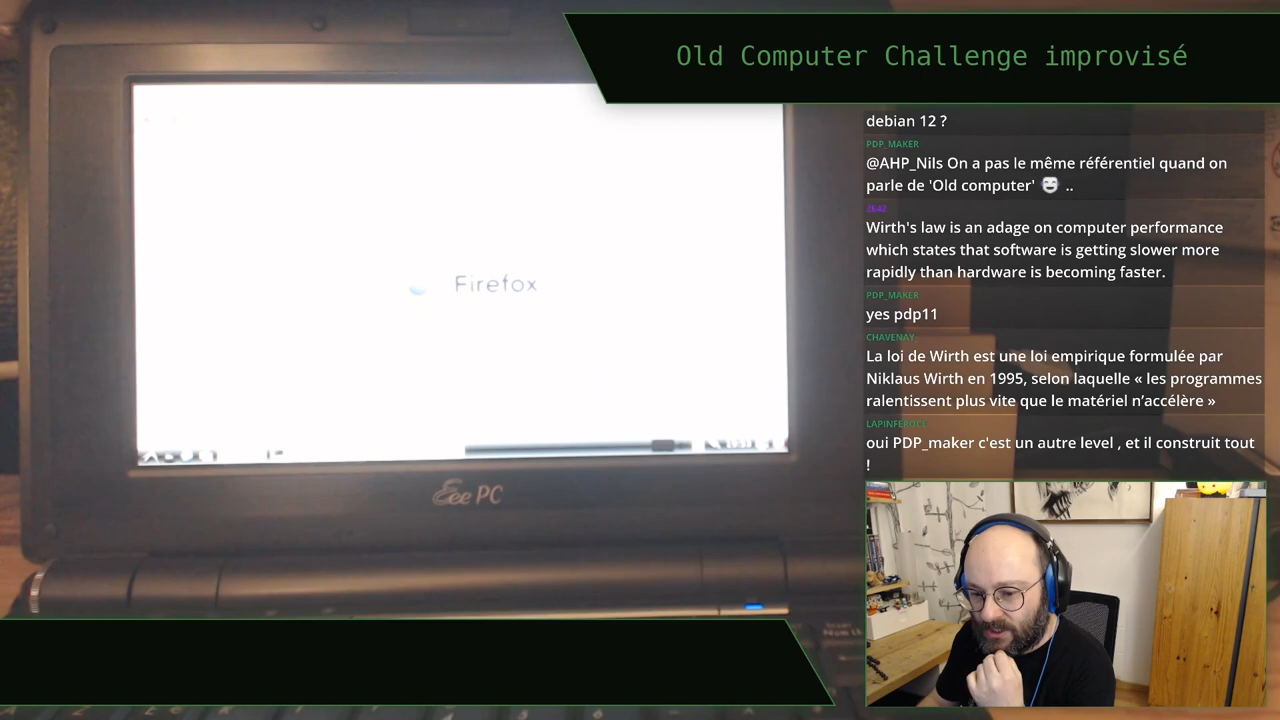 Old Computer Challenge improvisé
debian 12 ?
PDP_MAKER
@AHP_Nils On a pas le même référentiel quand on
parle de 'Old computer' ..
Wirth's law is an adage on computer performance
which states that software is getting slower more
rapidly than hardware is becoming faster.
PDP_MAKER
yes pdp11
CHAVENAY_
La loi de Wirth est une loi empirique formulée par
Niklaus Wirth en 1995, selon laquelle « les programmes
ralentissent plus vite que le matériel n'accélère »
LAPINFEROCE
oui PDP_maker c'est un autre level , et il construit tout
!
Firefox
Eee PC